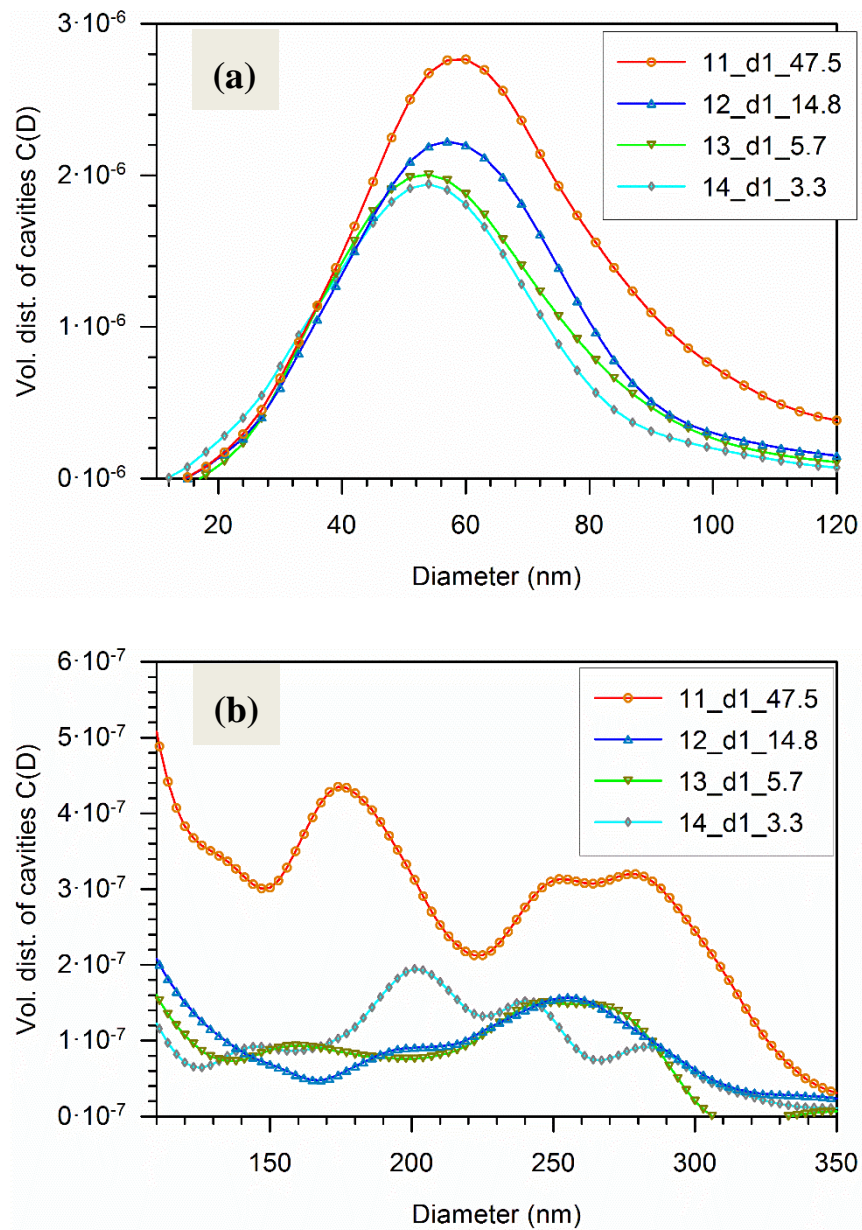 (a)
3·10-6
2·10-6
1·10-6
0·10-6
Vol. dist. of cavities C(D)
11_d1_47.5
12_d1_14.8
13_d1_5.7
14_d1_3.3
20 40 60 80 100 120
Diameter (nm)
(b)
6·10-7
5·10-7
4·10-7
3·10-7
2·10-7
1·10-7
0·10-7
Vol. dist. of cavities C(D)
11_d1_47.5
12_d1_14.8
13_d1_5.7
14_d1_3.3
150 200 250 300 350
Diameter (nm)